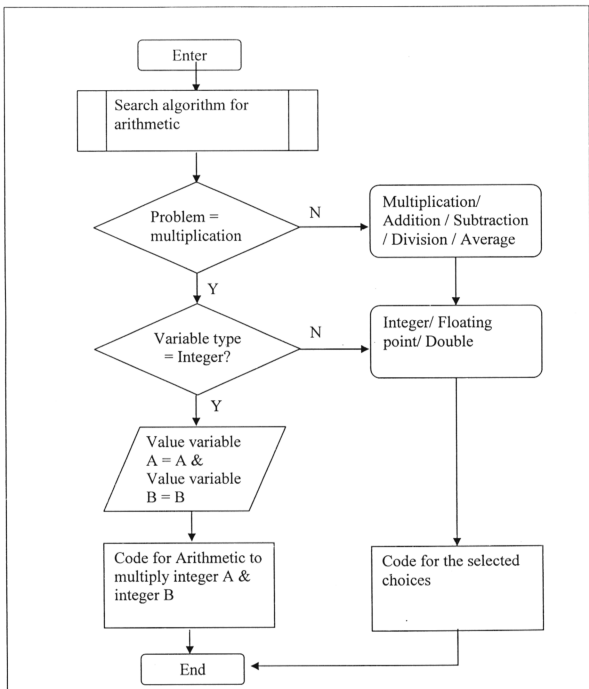 Enter
Search algorithm for
arithmetic
Problem =
multiplication
N
Multiplication/
Addition / Subtraction
/ Division / Average
Y
Variable type
= Integer?
N
Integer/ Floating
point/ Double
Y
Value variable
A = A &
Value variable
B = B
Code for Arithmetic to
multiply integer A &
integer B
Code for the selected
choices
End